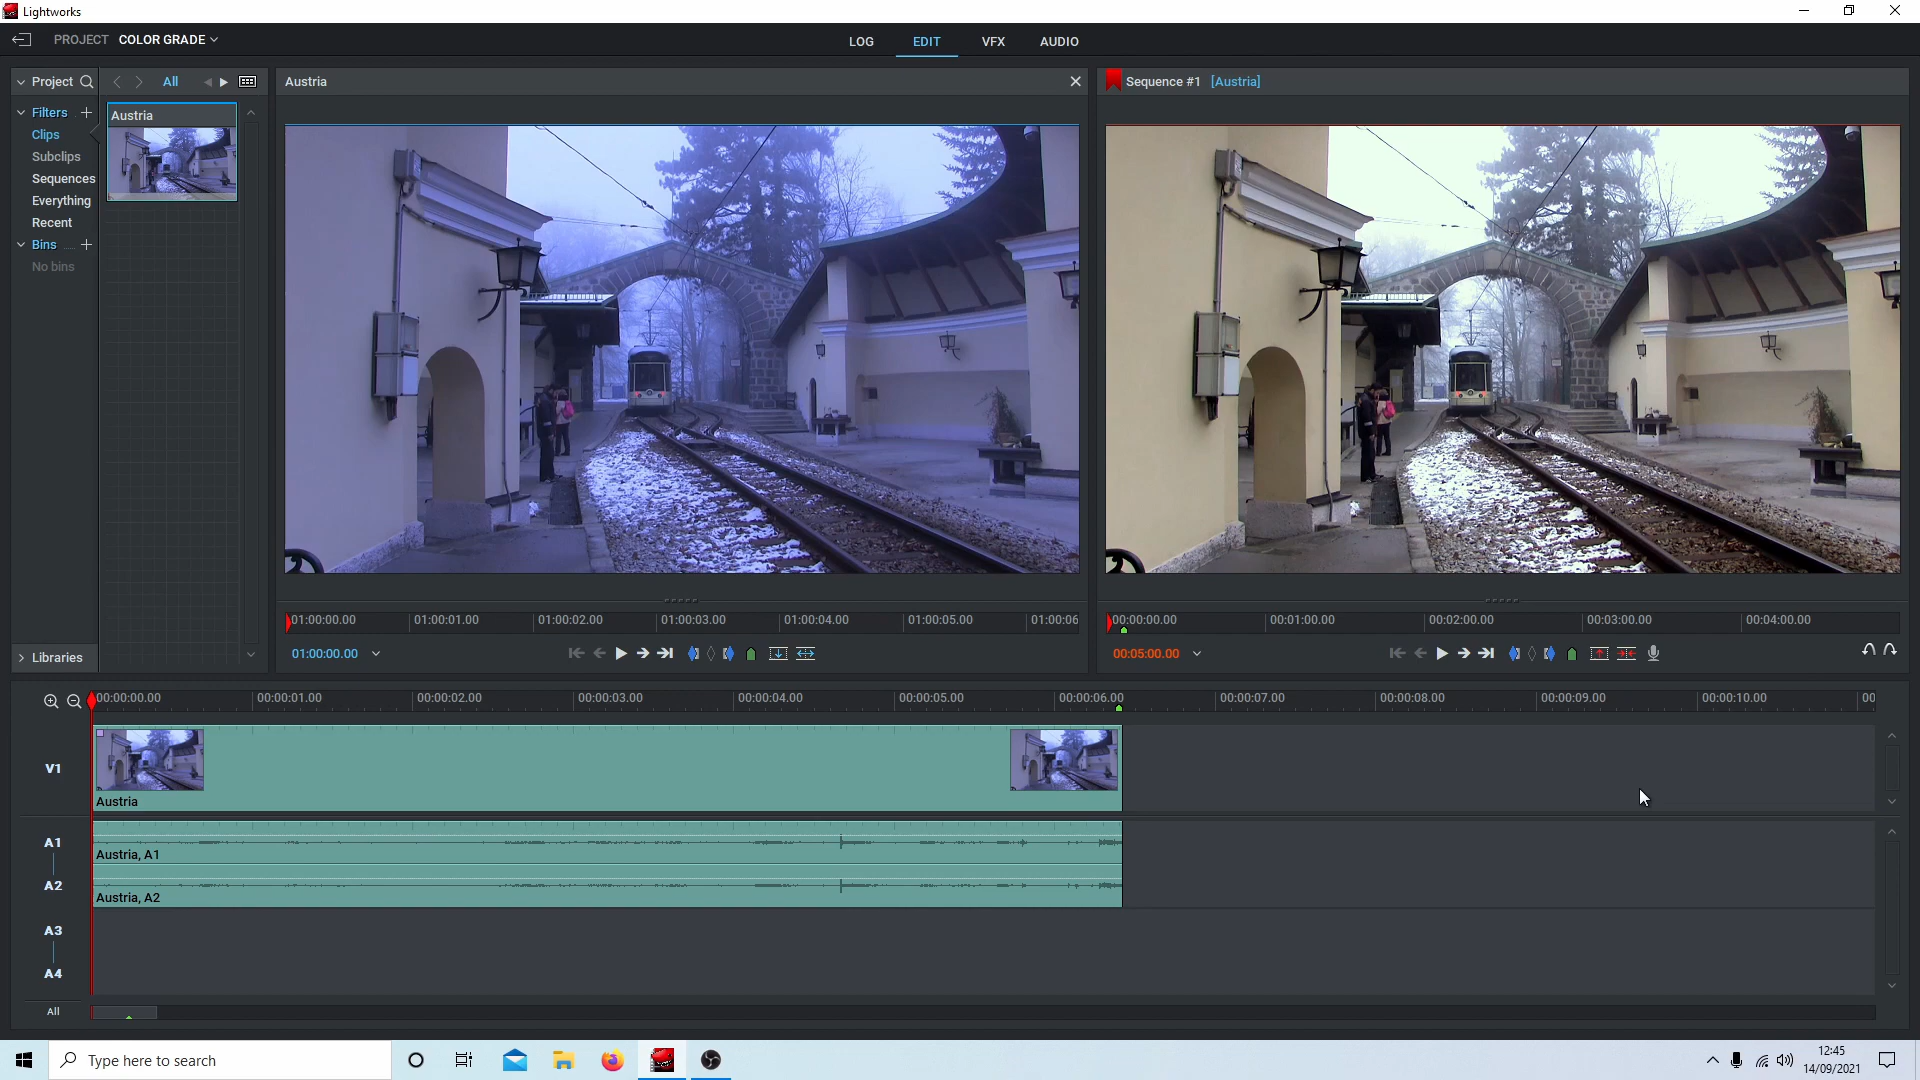 Lightworks
PROJECT COLOR GRADE
LOG EDIT VFX AUDIO
Project
All
Filters
Clips
Subclips
Sequences
Everything
Recent
Bins
No bins
Libraries
Austria
Austria
Sequence #1 [Austria]
01:00:00.00 01:00:01.00 01:00:02.00 01:00:03.00 01:00:04.00 01:00:05.00 01:00:06
01:00:00.00
00:00:00.00 00:01:00.00 00:02:00.00 00:03:00.00 00:04:00.00
00:05:00.00
00:00:00.00 00:00:01.00 00:00:02.00 00:00:03.00 00:00:04.00 00:00:05.00 00:00:06.00 00:00:07.00 00:00:08.00 00:00:09.00 00:00:10.00 00
V1
Austria
A1
Austria, A1
A2
Austria, A2
A3
A4
All
Type here to search
12:45
14/09/2021